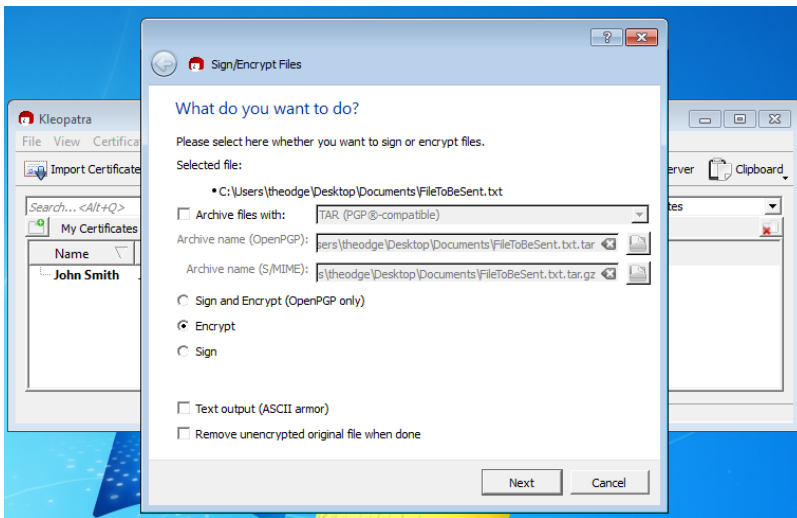 Sign/Encrypt Files
What do you want to do?
Please select here whether you want to sign or encrypt files.
Selected file:
• C:\Users\theodge\Desktop\Documents\FileToBeSent.txt
Archive files with: TAR (PGP®-compatible)
Archive name (OpenPGP): sers\theodge\Desktop\Documents\FileToBeSent.txt.tar
Archive name (S/MIME): s\theodge\Desktop\Documents\FileToBeSent.txt.tar.gz
Sign and Encrypt (OpenPGP only)
Encrypt
Sign
Text output (ASCII armor)
Remove unencrypted original file when done
Next Cancel
Kleopatra
File View Certifica
Import Certificate erver Clipboard
Search...<Alt+Q> tes
My Certificates
Name
John Smith